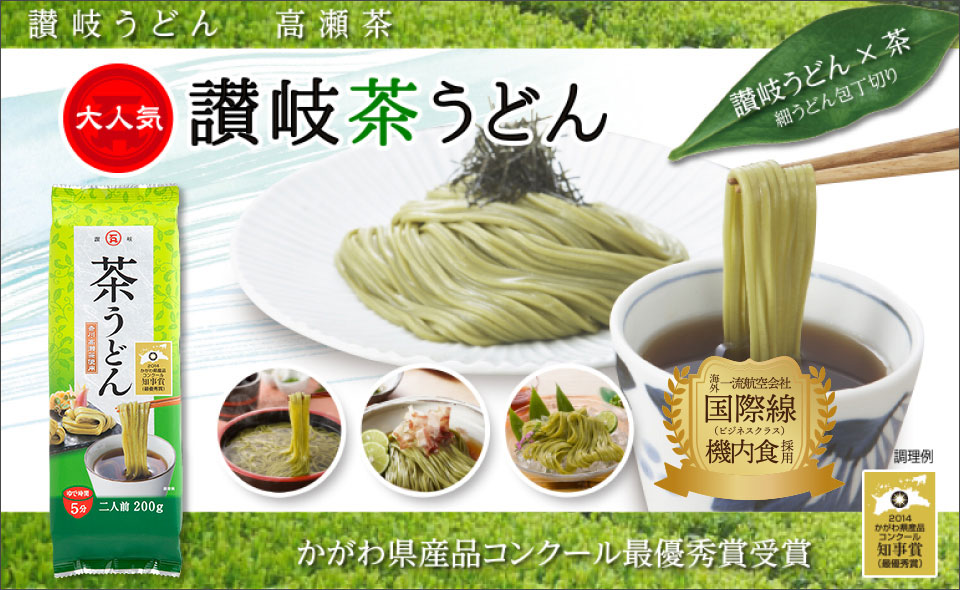 讃岐うどん　高瀬茶
大人気
讃岐茶うどん
讃岐うどん × 茶
細うどん包丁切り
讃 岐
茶うどん
香川高瀬茶使用
2014
かがわ県産品
コンクール
知事賞
(最優秀賞)
ゆで時間
5分
二人前 200g
海外一流航空会社
国際線
(ビジネスクラス)
機内食採用
調理例
2014
かがわ県産品
コンクール
知事賞
(最優秀賞)
かがわ県産品コンクール最優秀賞受賞